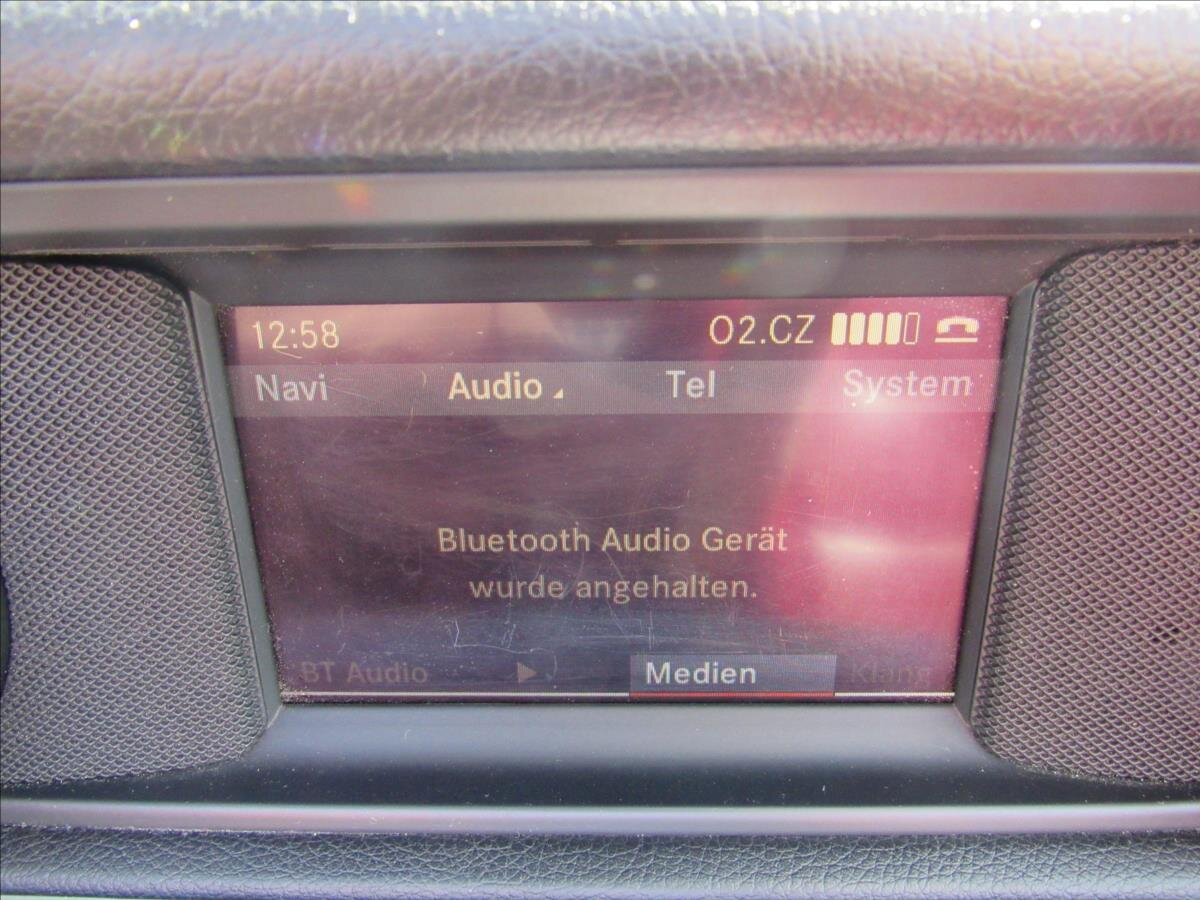 12:58 O2.CZ
Navi Audio Tel System
Bluetooth Audio Gerät
wurde angehalten.
BT Audio Medien Klang